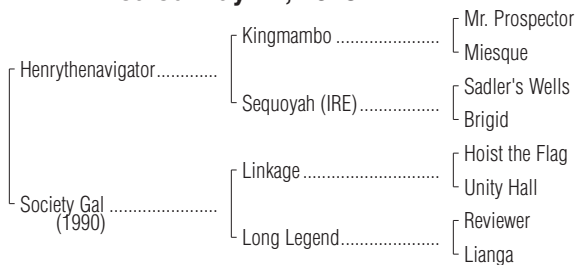 Kingmambo
Mr. Prospector
Miesque
Henrythenavigator
Sequoyah (IRE)
Sadler's Wells
Brigid
Society Gal
(1990)
Linkage
Hoist the Flag
Unity Hall
Long Legend
Reviewer
Lianga